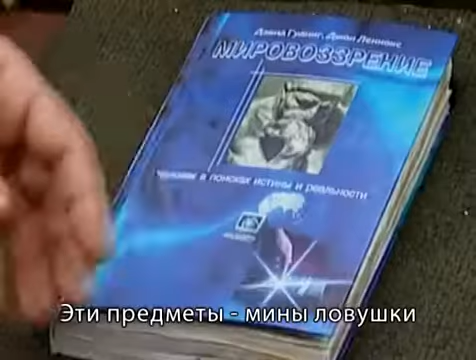 Дэвид Гудинг, Джон Леннокс
МИРОВОЗЗРЕНИЕ
человек в поисках истины и реальности
Эти предметы - мины ловушки